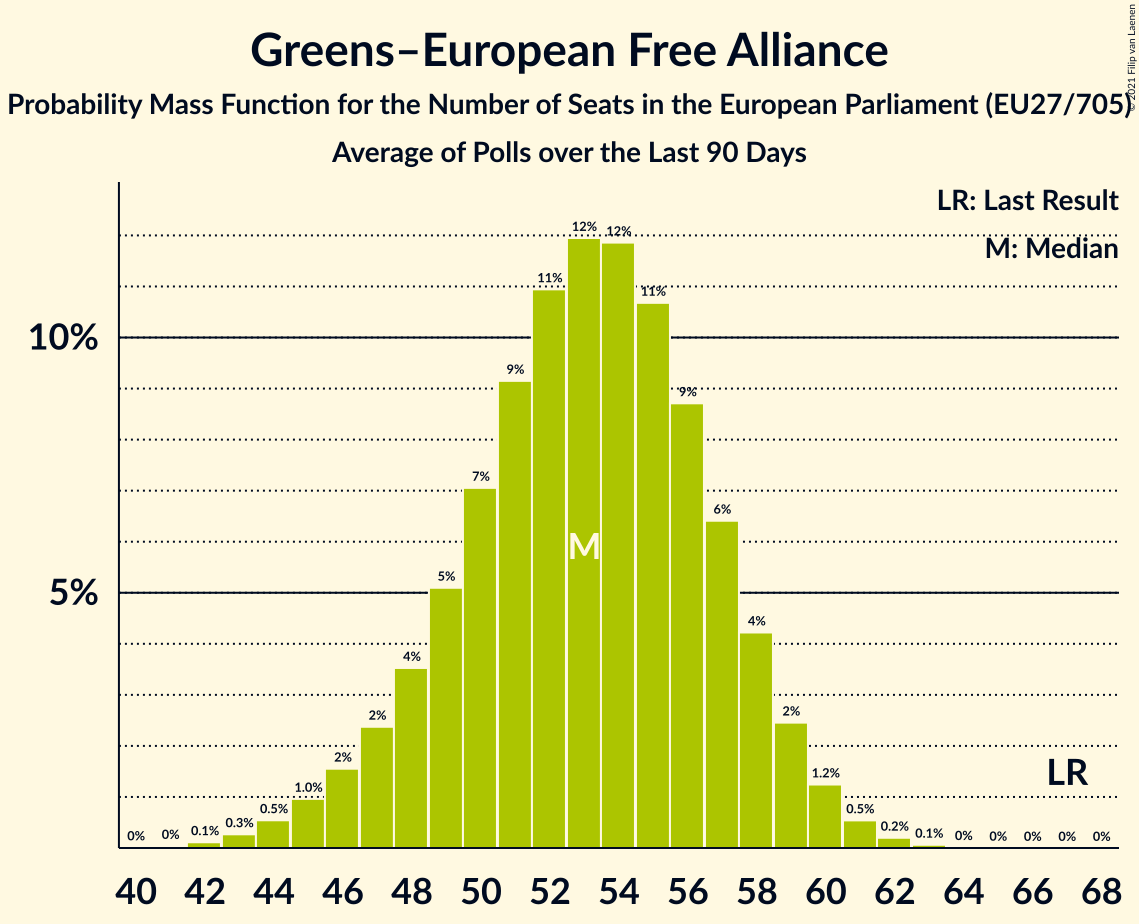 Greens–European Free Alliance
Probability Mass Function for the Number of Seats in the European Parliament (EU27/705)
Average of Polls over the Last 90 Days
© 2021 Filip van Laenen
LR: Last Result
M: Median
10%
5%
0% 0% 0.1% 0.3% 0.5% 1.0% 2% 2% 4% 5% 7% 9% 11% 12% 12% 11% 9% 6% 4% 2% 1.2% 0.5% 0.2% 0.1% 0% 0% 0% 0% 0%
M
LR
40 42 44 46 48 50 52 54 56 58 60 62 64 66 68